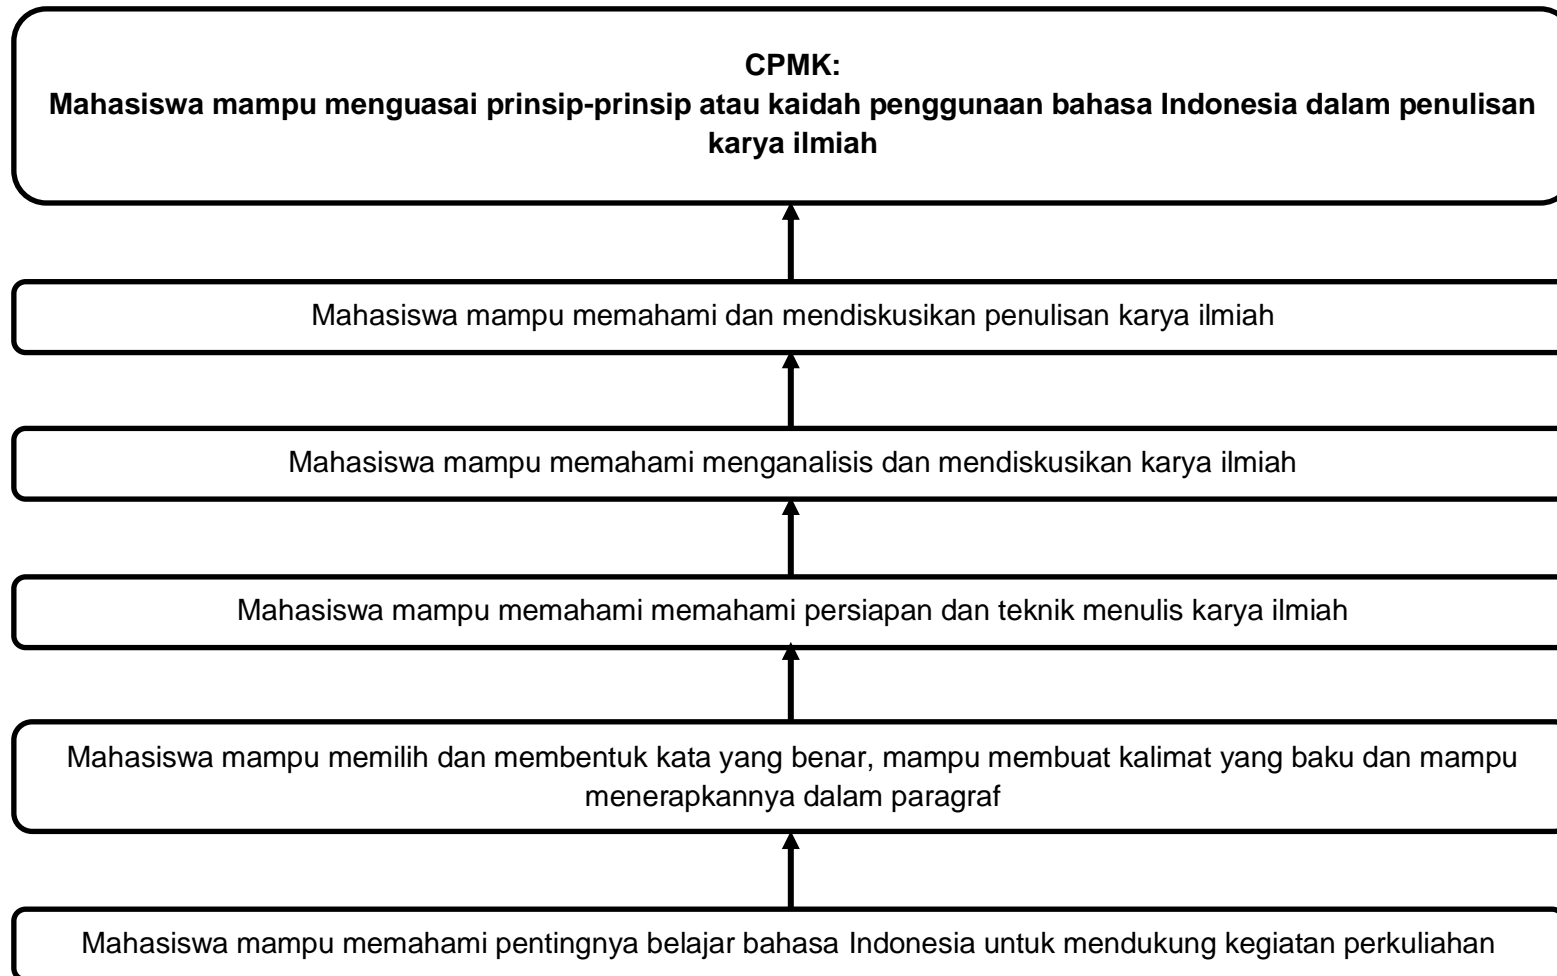 CPMK:
Mahasiswa mampu menguasai prinsip-prinsip atau kaidah penggunaan bahasa Indonesia dalam penulisan
karya ilmiah
Mahasiswa mampu memahami dan mendiskusikan penulisan karya ilmiah
Mahasiswa mampu memahami menganalisis dan mendiskusikan karya ilmiah
Mahasiswa mampu memahami memahami persiapan dan teknik menulis karya ilmiah
Mahasiswa mampu memilih dan membentuk kata yang benar, mampu membuat kalimat yang baku dan mampu
menerapkannya dalam paragraf
Mahasiswa mampu memahami pentingnya belajar bahasa Indonesia untuk mendukung kegiatan perkuliahan